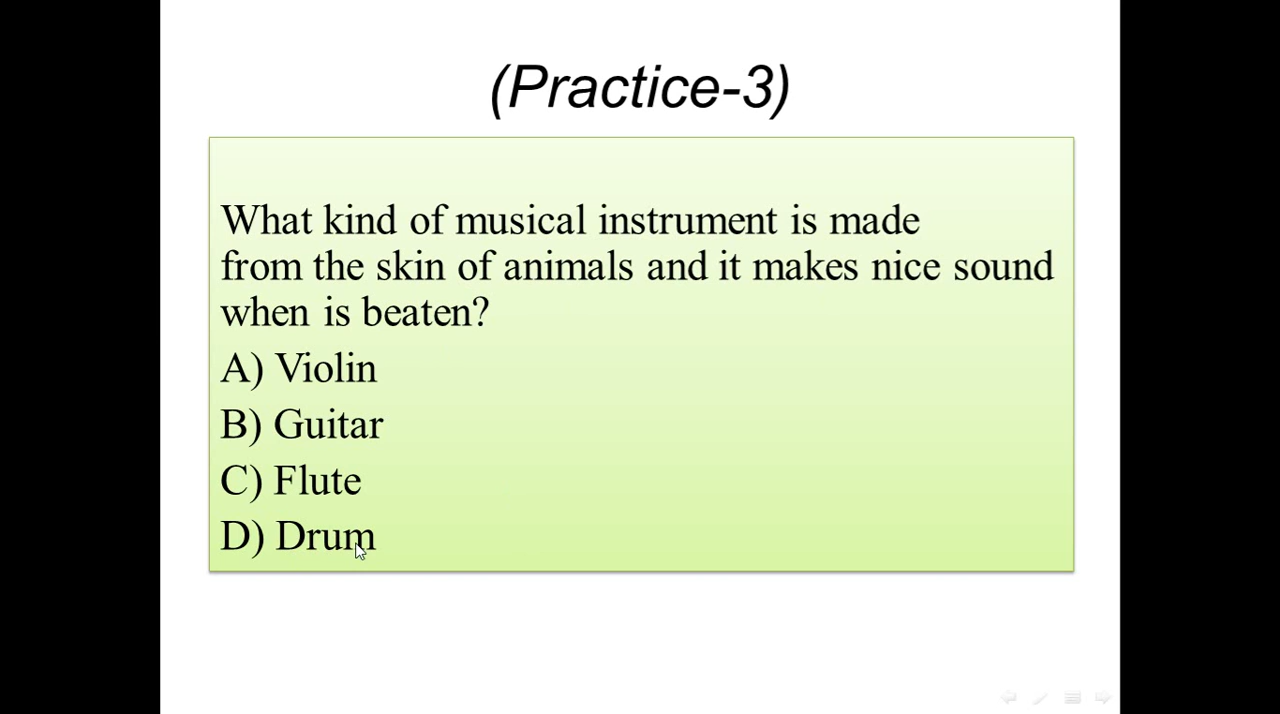 (Practice-3)
What kind of musical instrument is made
from the skin of animals and it makes nice sound
when is beaten?
A) Violin
B) Guitar
C) Flute
D) Drum